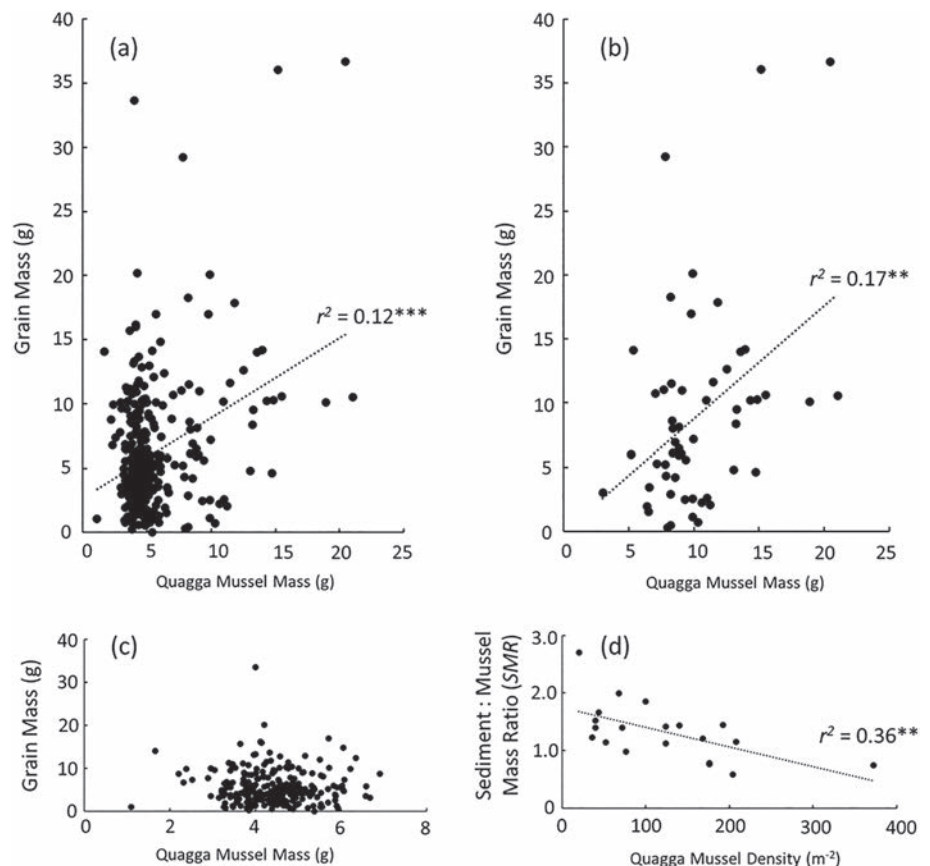 (a)
40
35
30
25
20
15
10
5
0
Grain Mass (g)
r² = 0.12***
0 5 10 15 20 25
Quagga Mussel Mass (g)
(b)
40
35
30
25
20
15
10
5
0
Grain Mass (g)
r² = 0.17**
0 5 10 15 20 25
Quagga Mussel Mass (g)
(c)
40
30
20
10
0
Grain Mass (g)
0 2 4 6 8
Quagga Mussel Mass (g)
(d)
3.0
2.0
1.0
0.0
Sediment : Mussel
Mass Ratio (SMR)
r² = 0.36**
0 100 200 300 400
Quagga Mussel Density (m⁻²)